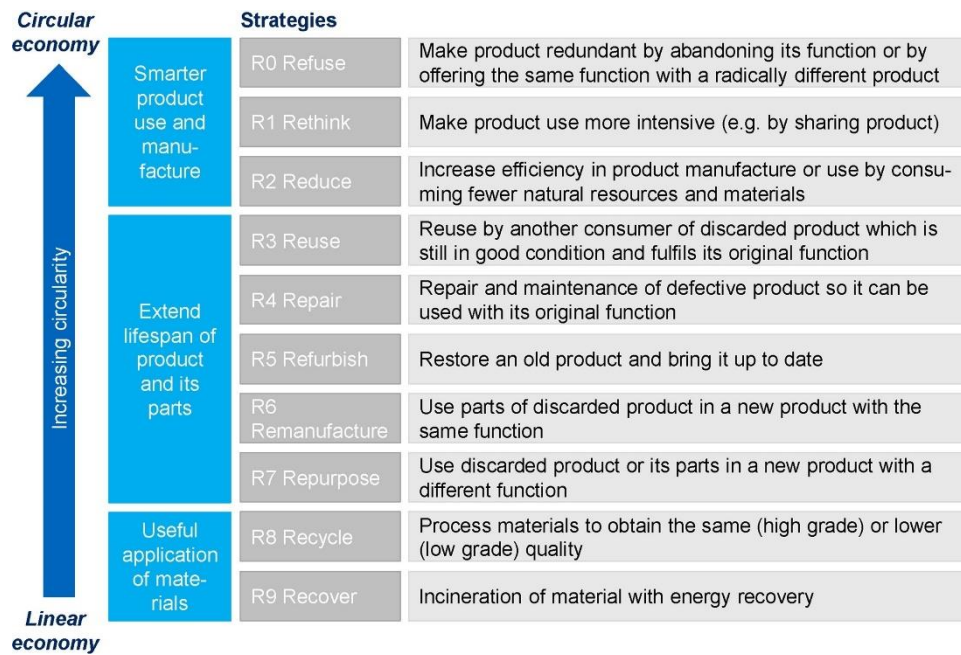 Circular
economy
Strategies
Increasing circularity
Linear
economy
Smarter
product
use and
manu-
facture
R0 Refuse
Make product redundant by abandoning its function or by
offering the same function with a radically different product
R1 Rethink
Make product use more intensive (e.g. by sharing product)
R2 Reduce
Increase efficiency in product manufacture or use by consu-
ming fewer natural resources and materials
Extend
lifespan of
product
and its
parts
R3 Reuse
Reuse by another consumer of discarded product which is
still in good condition and fulfils its original function
R4 Repair
Repair and maintenance of defective product so it can be
used with its original function
R5 Refurbish
Restore an old product and bring it up to date
R6
Remanufacture
Use parts of discarded product in a new product with the
same function
R7 Repurpose
Use discarded product or its parts in a new product with a
different function
Useful
application
of mate-
rials
R8 Recycle
Process materials to obtain the same (high grade) or lower
(low grade) quality
R9 Recover
Incineration of material with energy recovery